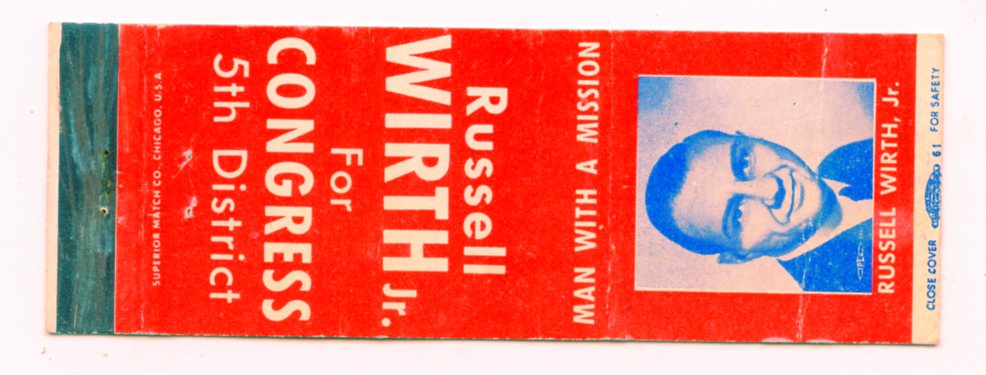 Russell
WIRTH Jr.
For
CONGRESS
5th District
SUPERIOR MATCH CO. CHICAGO, U.S.A.
MAN WITH A MISSION
RUSSELL WIRTH, Jr.
CLOSE COVER 61 FOR SAFETY